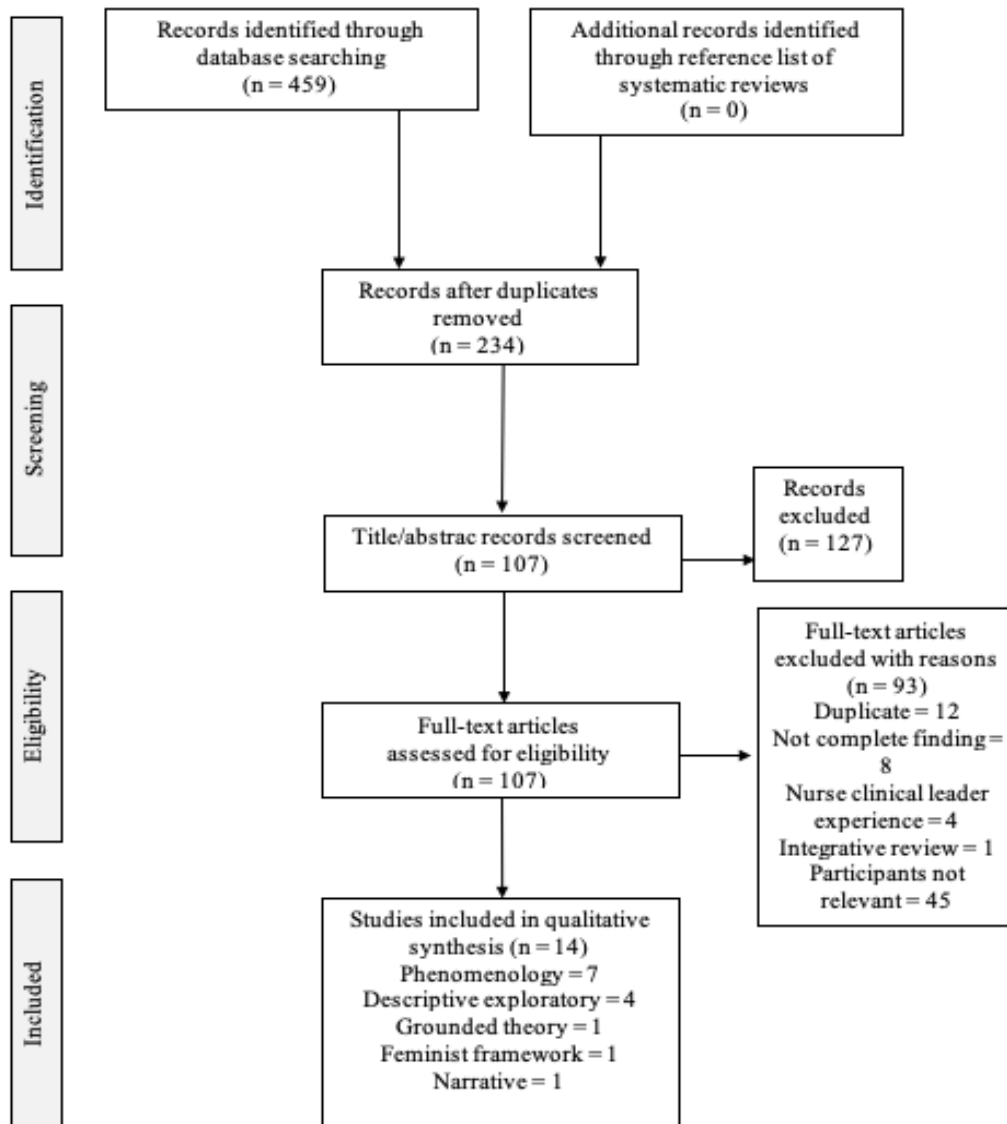 Identification
Records identified through
database searching
(n = 459)
Additional records identified
through reference list of
systematic reviews
(n = 0)
Records after duplicates
removed
(n = 234)
Screening
Title/abstrac records screened
(n = 107)
Records
excluded
(n = 127)
Eligibility
Full-text articles
assessed for eligibility
(n = 107)
Full-text articles
excluded with reasons
(n = 93)
Duplicate = 12
Not complete finding =
8
Nurse clinical leader
experience = 4
Integrative review = 1
Participants not
relevant = 45
Included
Studies included in qualitative
synthesis (n = 14)
Phenomenology = 7
Descriptive exploratory = 4
Grounded theory = 1
Feminist framework = 1
Narrative = 1